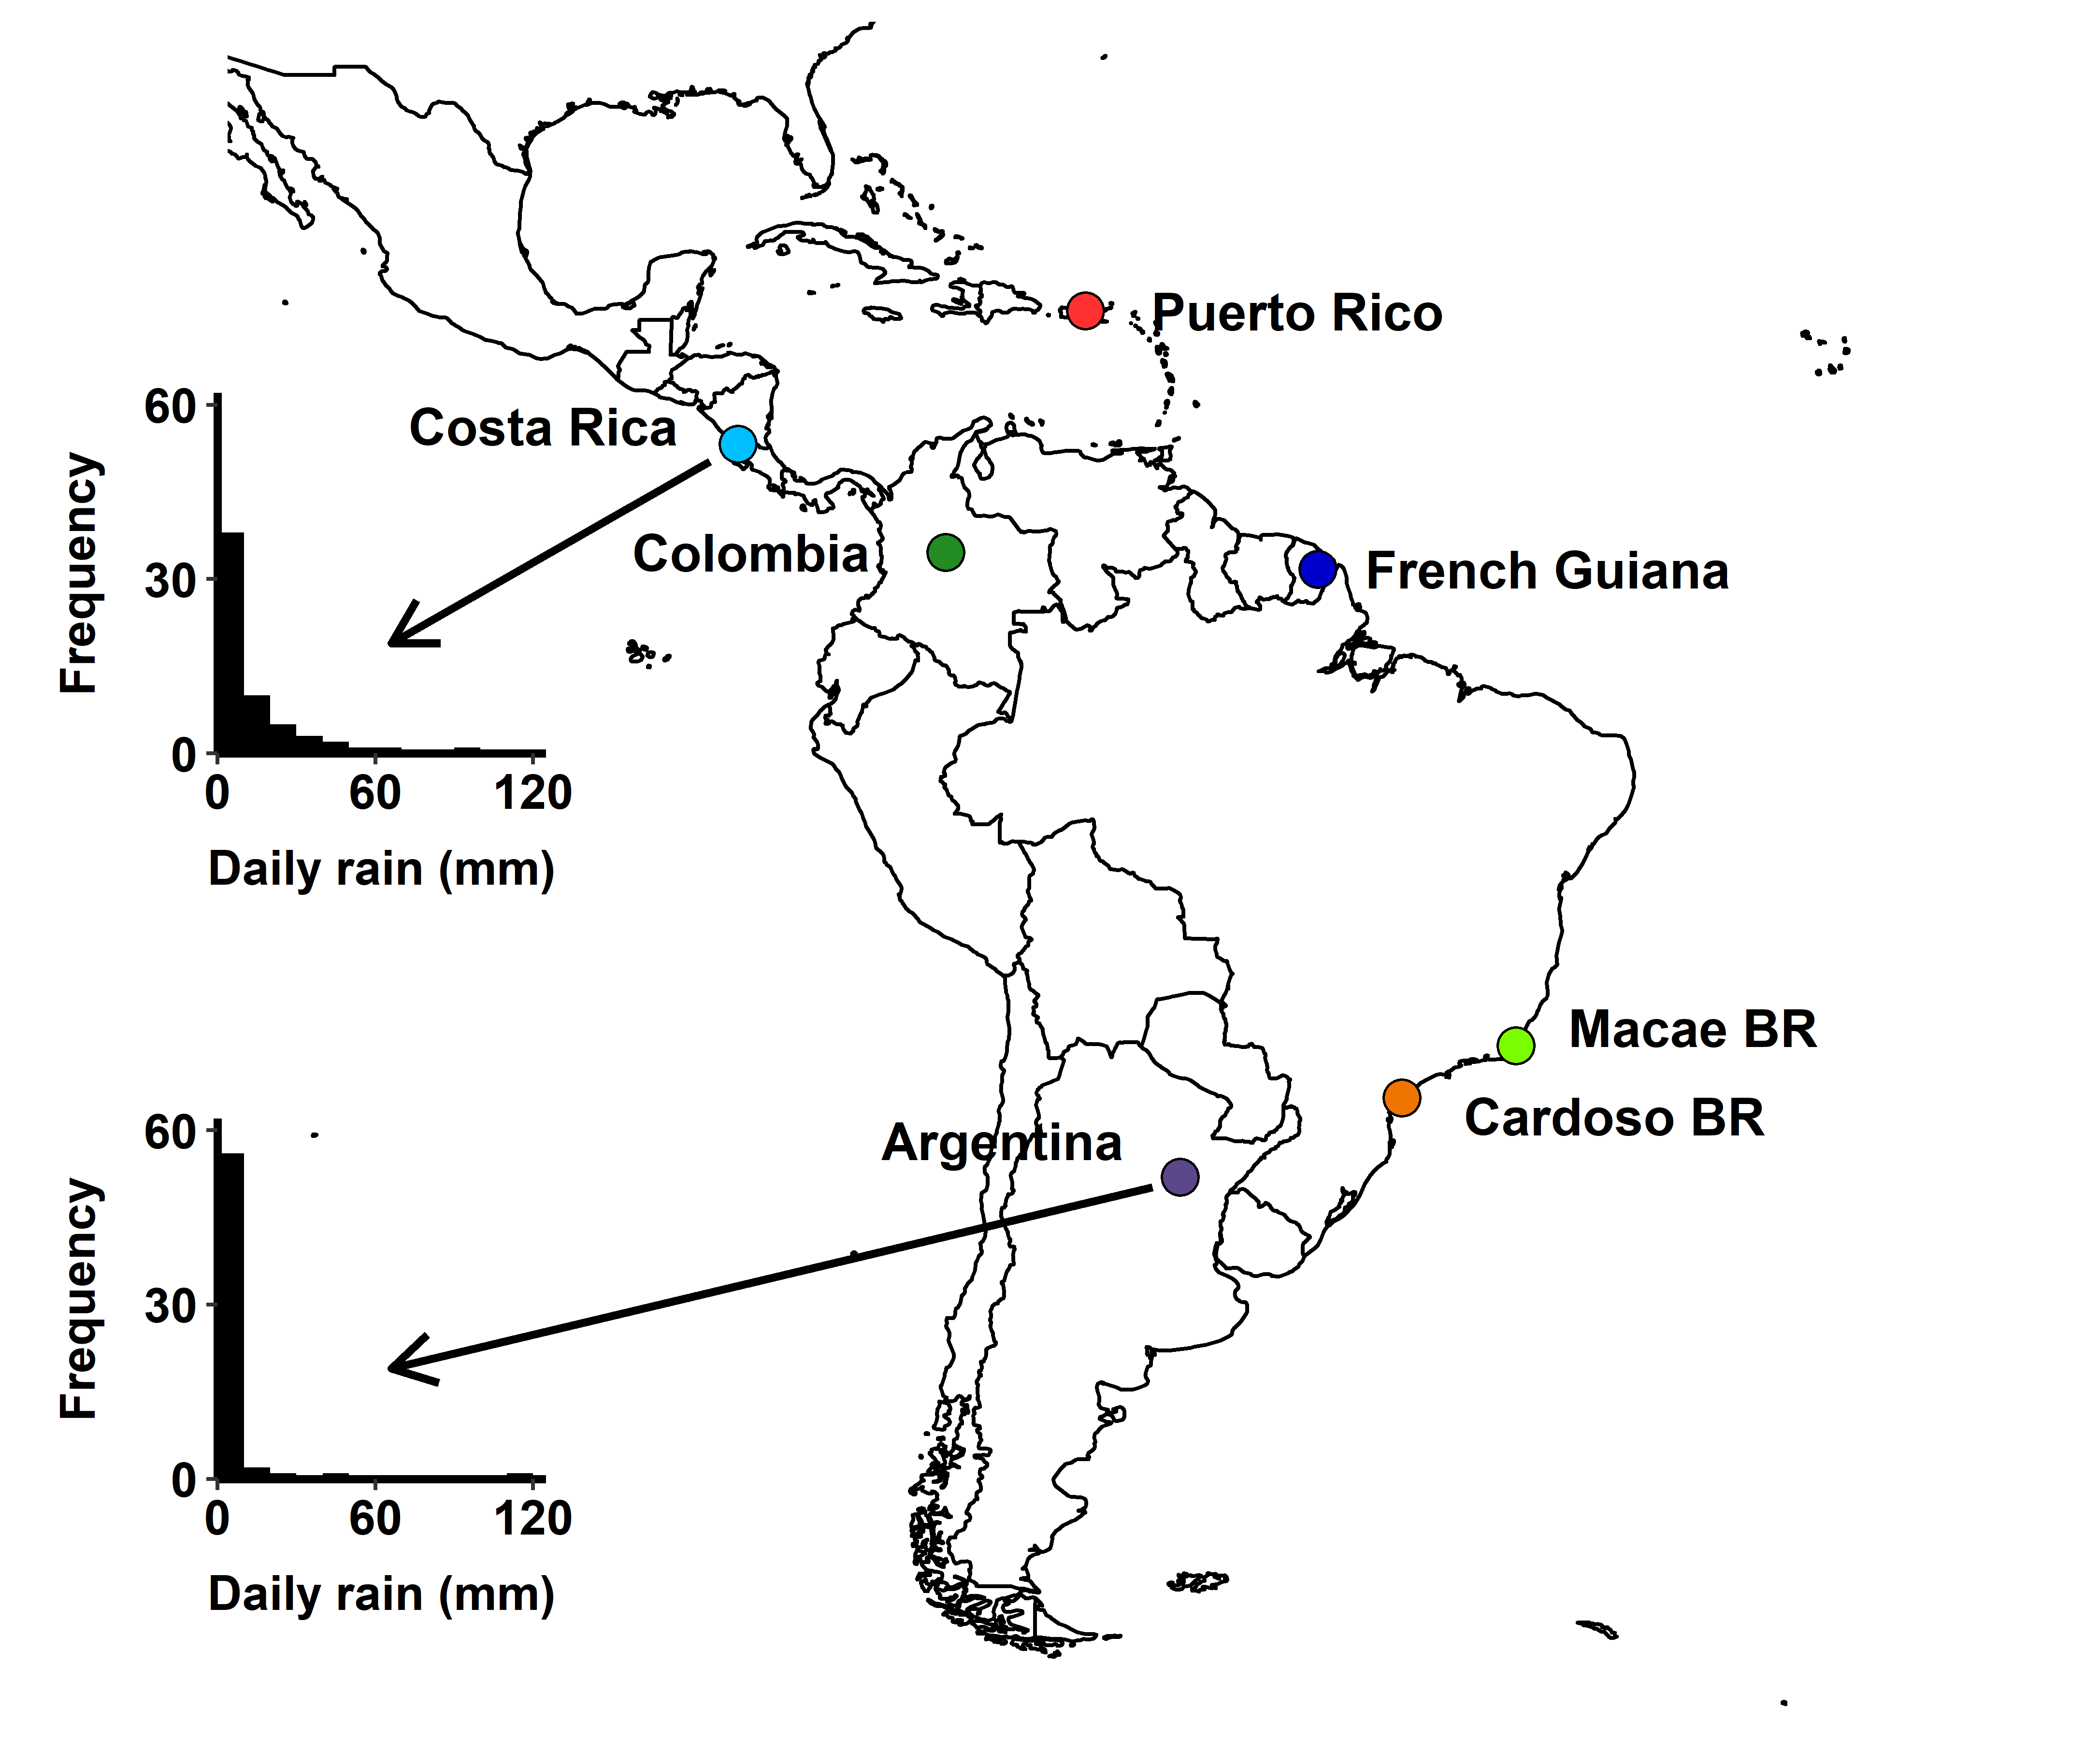 Puerto Rico
Costa Rica
Colombia
French Guiana
60
30
0
0 60 120
Frequency
Daily rain (mm)
Macae BR
Cardoso BR
Argentina
60
30
0
0 60 120
Frequency
Daily rain (mm)